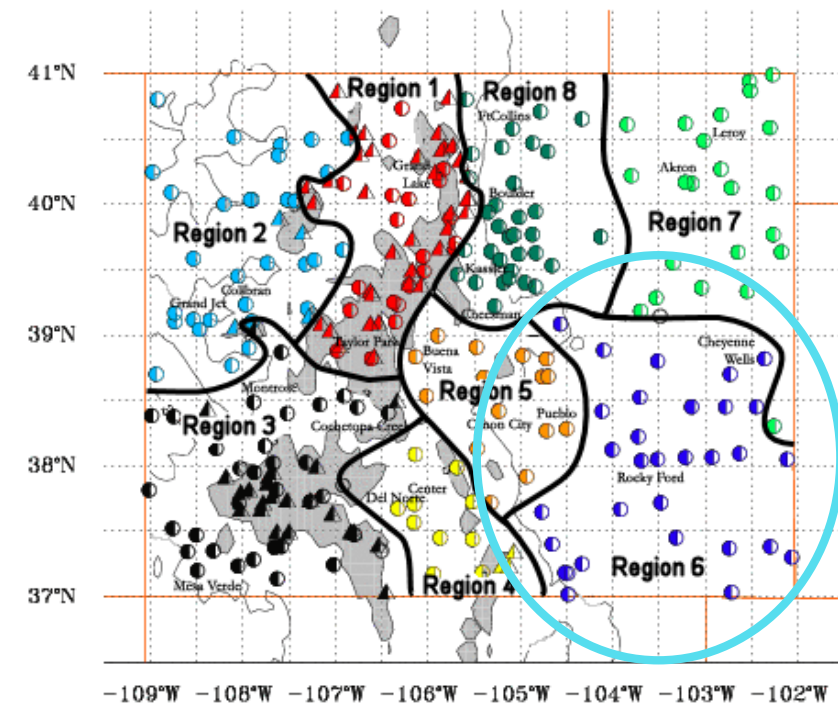 41°N
Region 1
Region 8
FtCollins
Leroy
Grand
Lake
Akron
40°N
Boulder
Region 2
Region 7
Kassler
Collbran
Grand Jct
39°N
Cheesman
Taylor Park
Buena
Vista
Cheyenne
Wells
Montrose
Region 5
Region 3
Cochetopa Creek
Canon City
Pueblo
38°N
Rocky Ford
Del Norte
Center
Region 6
Mesa Verde
Region 4
37°N
-109°W -108°W -107°W -106°W -105°W -104°W -103°W -102°W